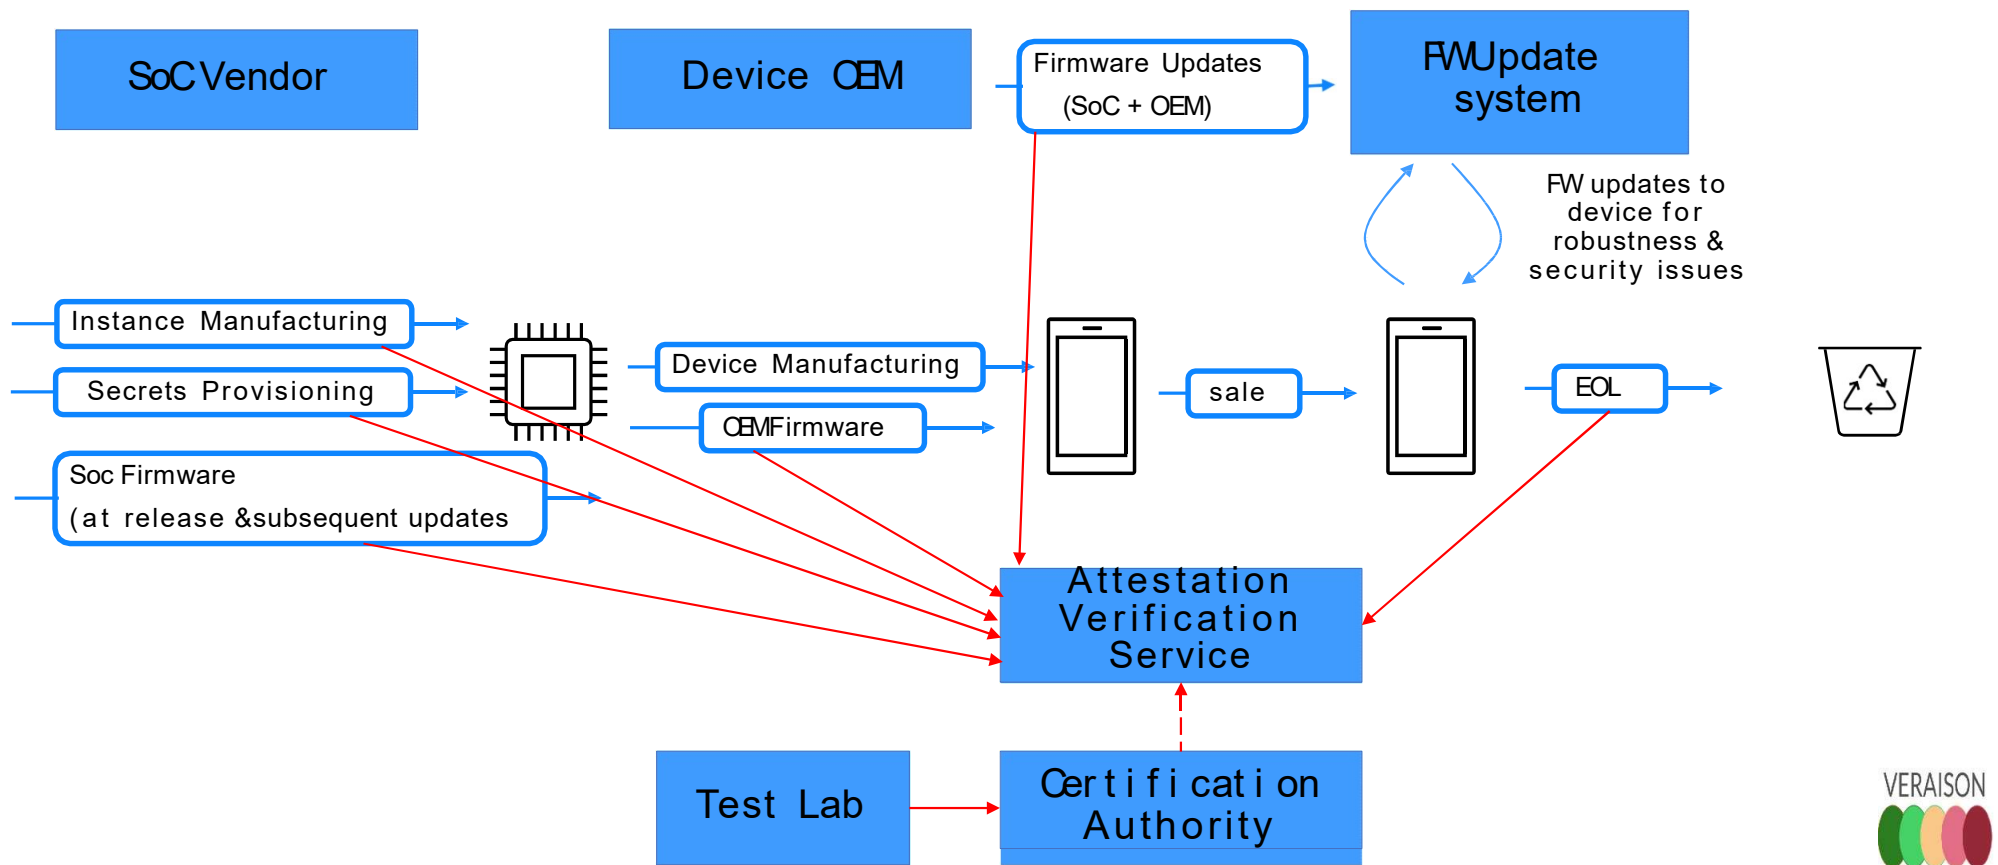 SoC Vendor
Device OEM
Firmware Updates
(SoC + OEM)
FW Update
system
FW updates to
device for
robustness &
security issues
Instance Manufacturing
Secrets Provisioning
Soc Firmware
(at release & subsequent updates
Device Manufacturing
OEM Firmware
sale
EOL
Attestation
Verification
Service
Test Lab
Certification
Authority
VERAISON